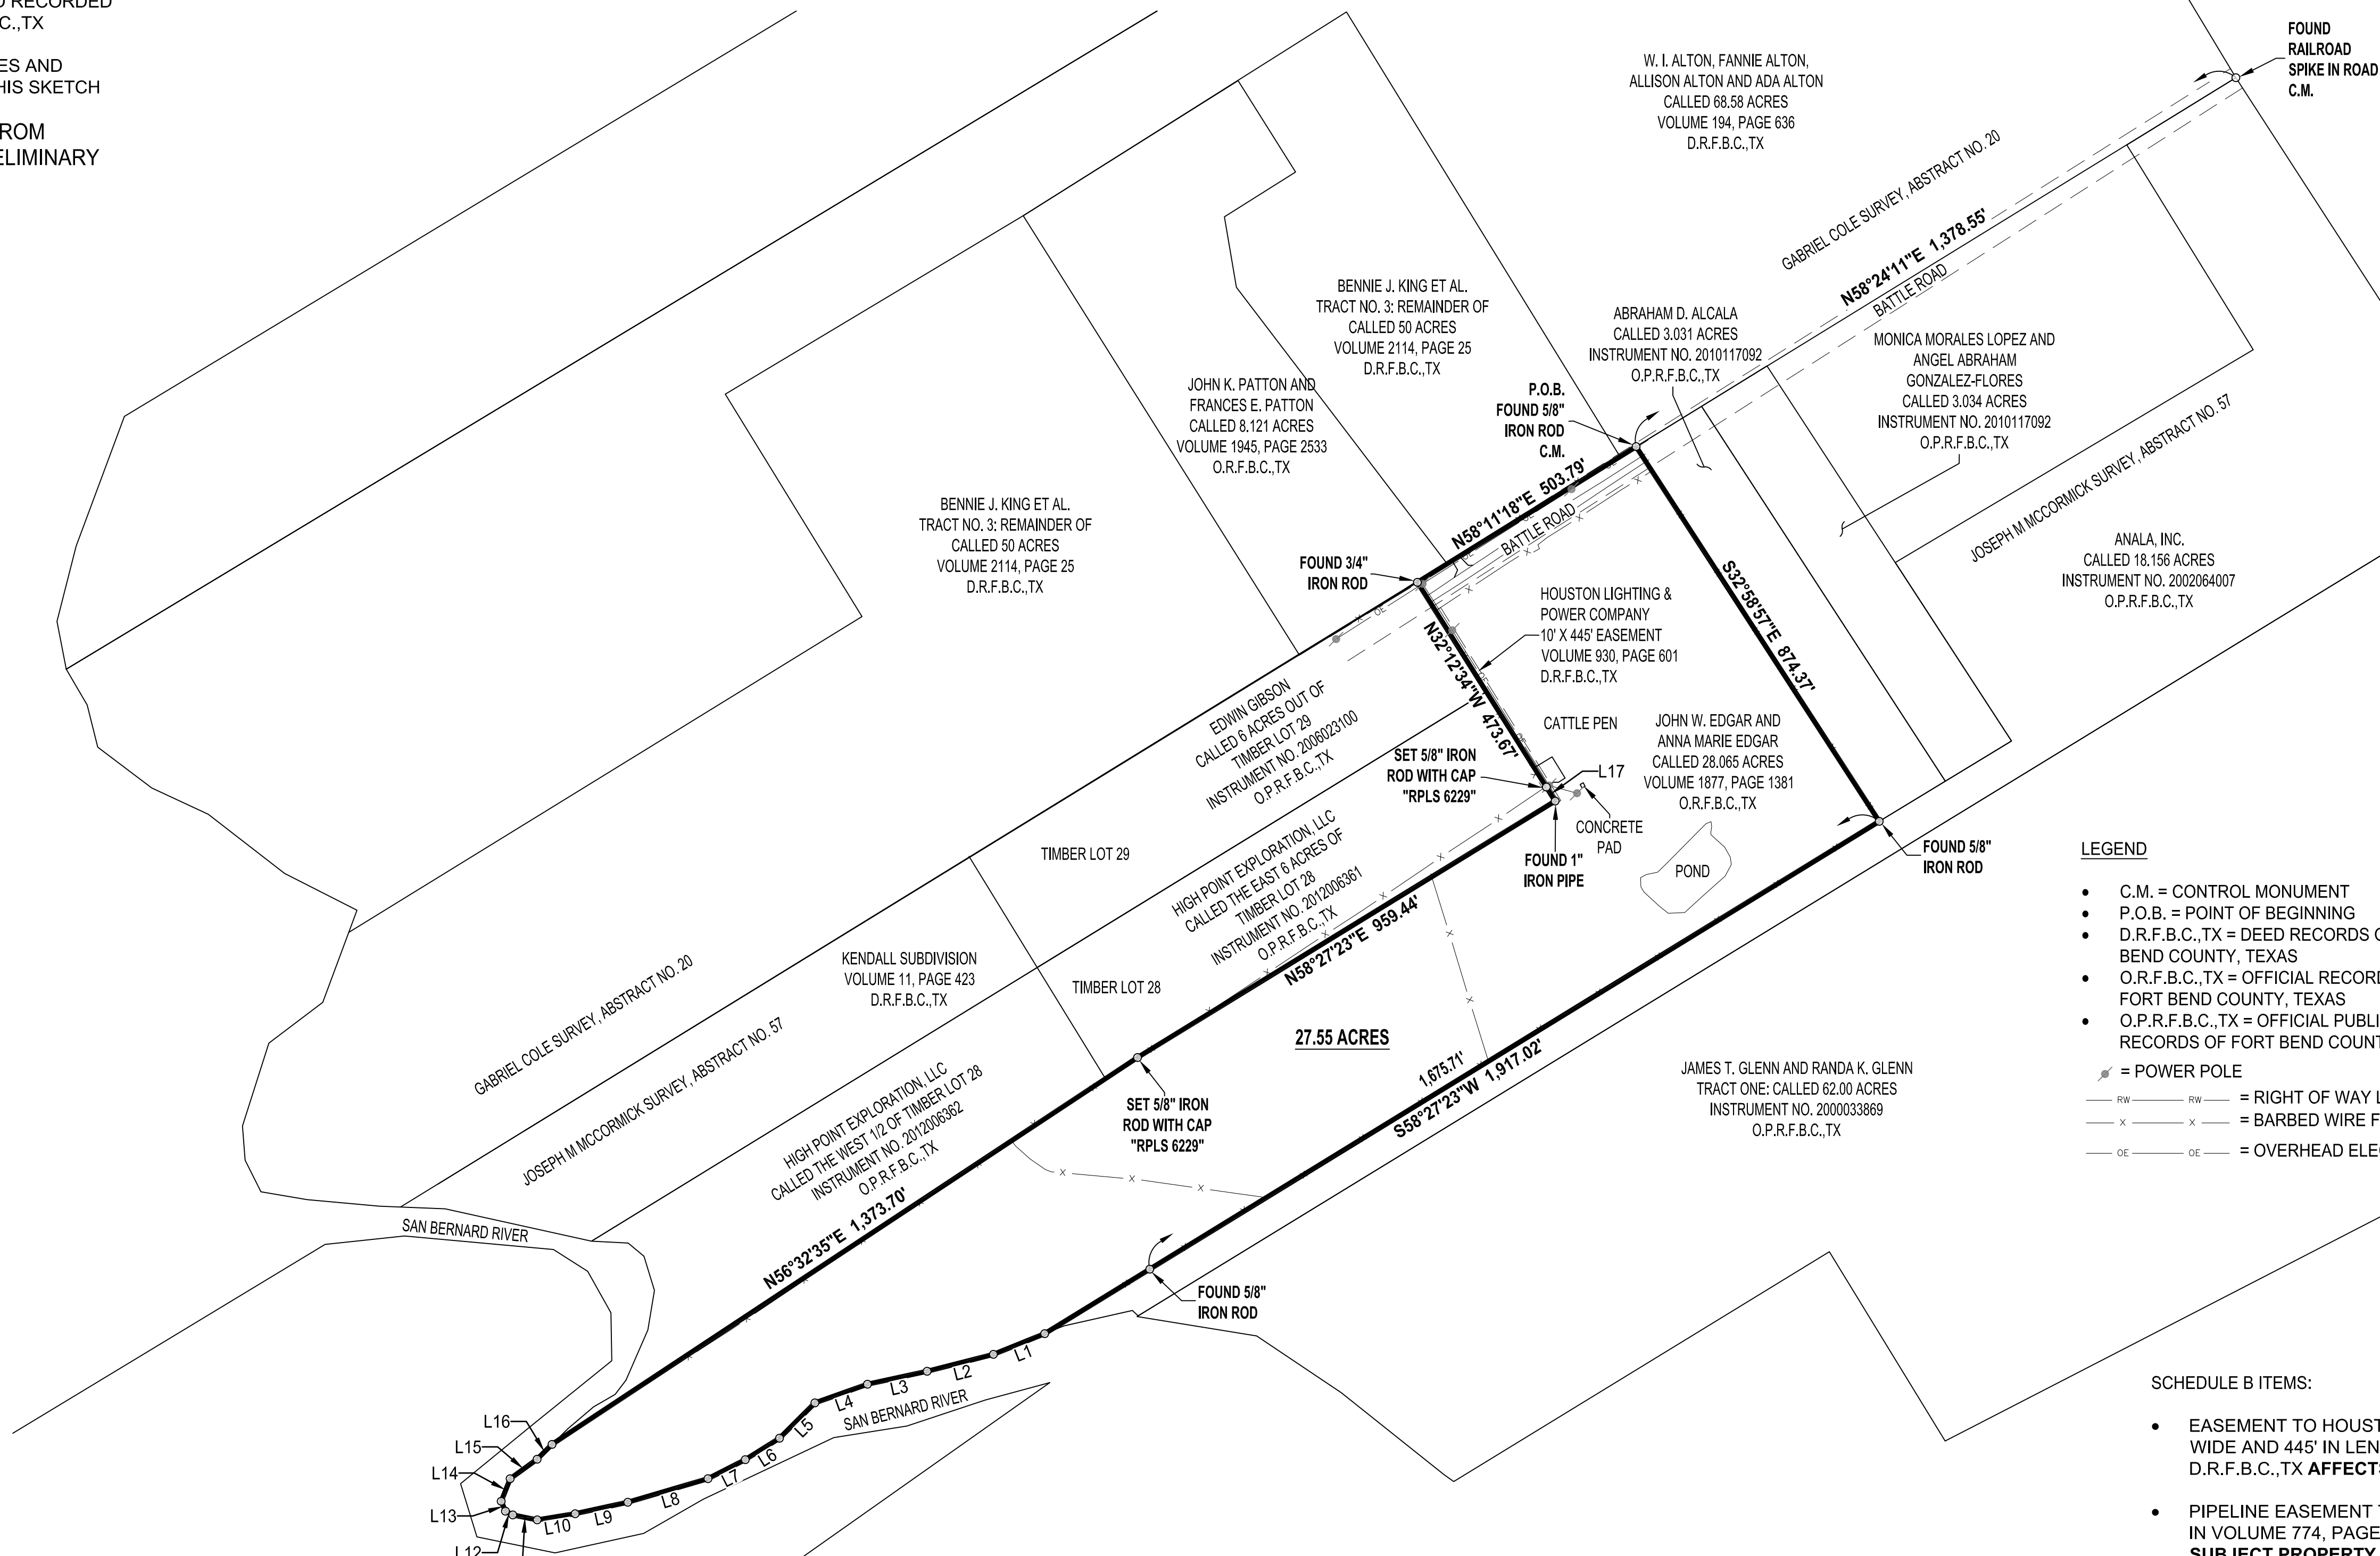 D RECORDED
C.,TX
ES AND
HIS SKETCH
ROM
ELIMINARY
FOUND
RAILROAD
SPIKE IN ROAD
C.M.
W. I. ALTON, FANNIE ALTON,
ALLISON ALTON AND ADA ALTON
CALLED 68.58 ACRES
VOLUME 194, PAGE 636
D.R.F.B.C.,TX
GABRIEL COLE SURVEY, ABSTRACT NO. 20
N58°24'11"E 1,378.55'
BATTLE ROAD
BENNIE J. KING ET AL.
TRACT NO. 3: REMAINDER OF
CALLED 50 ACRES
VOLUME 2114, PAGE 25
D.R.F.B.C.,TX
ABRAHAM D. ALCALA
CALLED 3.031 ACRES
INSTRUMENT NO. 2010117092
O.P.R.F.B.C.,TX
MONICA MORALES LOPEZ AND
ANGEL ABRAHAM
GONZALEZ-FLORES
CALLED 3.034 ACRES
INSTRUMENT NO. 2010117092
O.P.R.F.B.C.,TX
JOHN K. PATTON AND
FRANCES E. PATTON
CALLED 8.121 ACRES
VOLUME 1945, PAGE 2533
O.R.F.B.C.,TX
P.O.B.
FOUND 5/8"
IRON ROD
C.M.
JOSEPH M MCCORMICK SURVEY, ABSTRACT NO. 57
BENNIE J. KING ET AL.
TRACT NO. 3: REMAINDER OF
CALLED 50 ACRES
VOLUME 2114, PAGE 25
D.R.F.B.C.,TX
N58°11'18"E 503.79'
BATTLE ROAD
OE
OE
OE
X
X
X
X
FOUND 3/4"
IRON ROD
X
OE
ANALA, INC.
CALLED 18.156 ACRES
INSTRUMENT NO. 2002064007
O.P.R.F.B.C.,TX
HOUSTON LIGHTING &
POWER COMPANY
10' X 445' EASEMENT
VOLUME 930, PAGE 601
D.R.F.B.C.,TX
S32°58'57"E 874.37'
N32°12'34"W 473.67'
OE
OE
EDWIN GIBSON
CALLED 6 ACRES OUT OF
TIMBER LOT 29
INSTRUMENT NO. 2006023100
O.P.R.F.B.C.,TX
CATTLE PEN
JOHN W. EDGAR AND
ANNA MARIE EDGAR
CALLED 28.065 ACRES
VOLUME 1877, PAGE 1381
O.R.F.B.C.,TX
SET 5/8" IRON
ROD WITH CAP
"RPLS 6229"
L17
CONCRETE
PAD
FOUND 1"
IRON PIPE
POND
FOUND 5/8"
IRON ROD
TIMBER LOT 29
HIGH POINT EXPLORATION, LLC
CALLED THE EAST 6 ACRES OF
TIMBER LOT 28
INSTRUMENT NO. 2012006361
O.P.R.F.B.C.,TX
X
X
X
X
X
X
N58°27'23"E 959.44'
X
X
KENDALL SUBDIVISION
VOLUME 11, PAGE 423
D.R.F.B.C.,TX
TIMBER LOT 28
27.55 ACRES
GABRIEL COLE SURVEY, ABSTRACT NO. 20
JOSEPH M MCCORMICK SURVEY, ABSTRACT NO. 57
HIGH POINT EXPLORATION, LLC
CALLED THE WEST 1/2 OF TIMBER LOT 28
INSTRUMENT NO. 2012006362
O.P.R.F.B.C.,TX
SET 5/8" IRON
ROD WITH CAP
"RPLS 6229"
1,675.71'
S58°27'23"W 1,917.02'
JAMES T. GLENN AND RANDA K. GLENN
TRACT ONE: CALLED 62.00 ACRES
INSTRUMENT NO. 2000033869
O.P.R.F.B.C.,TX
X
X
X
N56°32'35"E 1,373.70'
SAN BERNARD RIVER
FOUND 5/8"
IRON ROD
L1
L2
L3
L4
L5
L6
L7
L8
L9
L10
SAN BERNARD RIVER
L16
L15
L14
L13
L12
LEGEND
• C.M. = CONTROL MONUMENT
• P.O.B. = POINT OF BEGINNING
• D.R.F.B.C.,TX = DEED RECORDS
BEND COUNTY, TEXAS
• O.R.F.B.C.,TX = OFFICIAL RECORD
FORT BEND COUNTY, TEXAS
• O.P.R.F.B.C.,TX = OFFICIAL PUBLI
RECORDS OF FORT BEND COUNT
= POWER POLE
RW RW = RIGHT OF WAY L
X X = BARBED WIRE F
OE OE = OVERHEAD ELE
SCHEDULE B ITEMS:
• EASEMENT TO HOUST
WIDE AND 445' IN LEN
D.R.F.B.C.,TX AFFECT
• PIPELINE EASEMENT
IN VOLUME 774, PAGE
SUBJECT PROPERTY